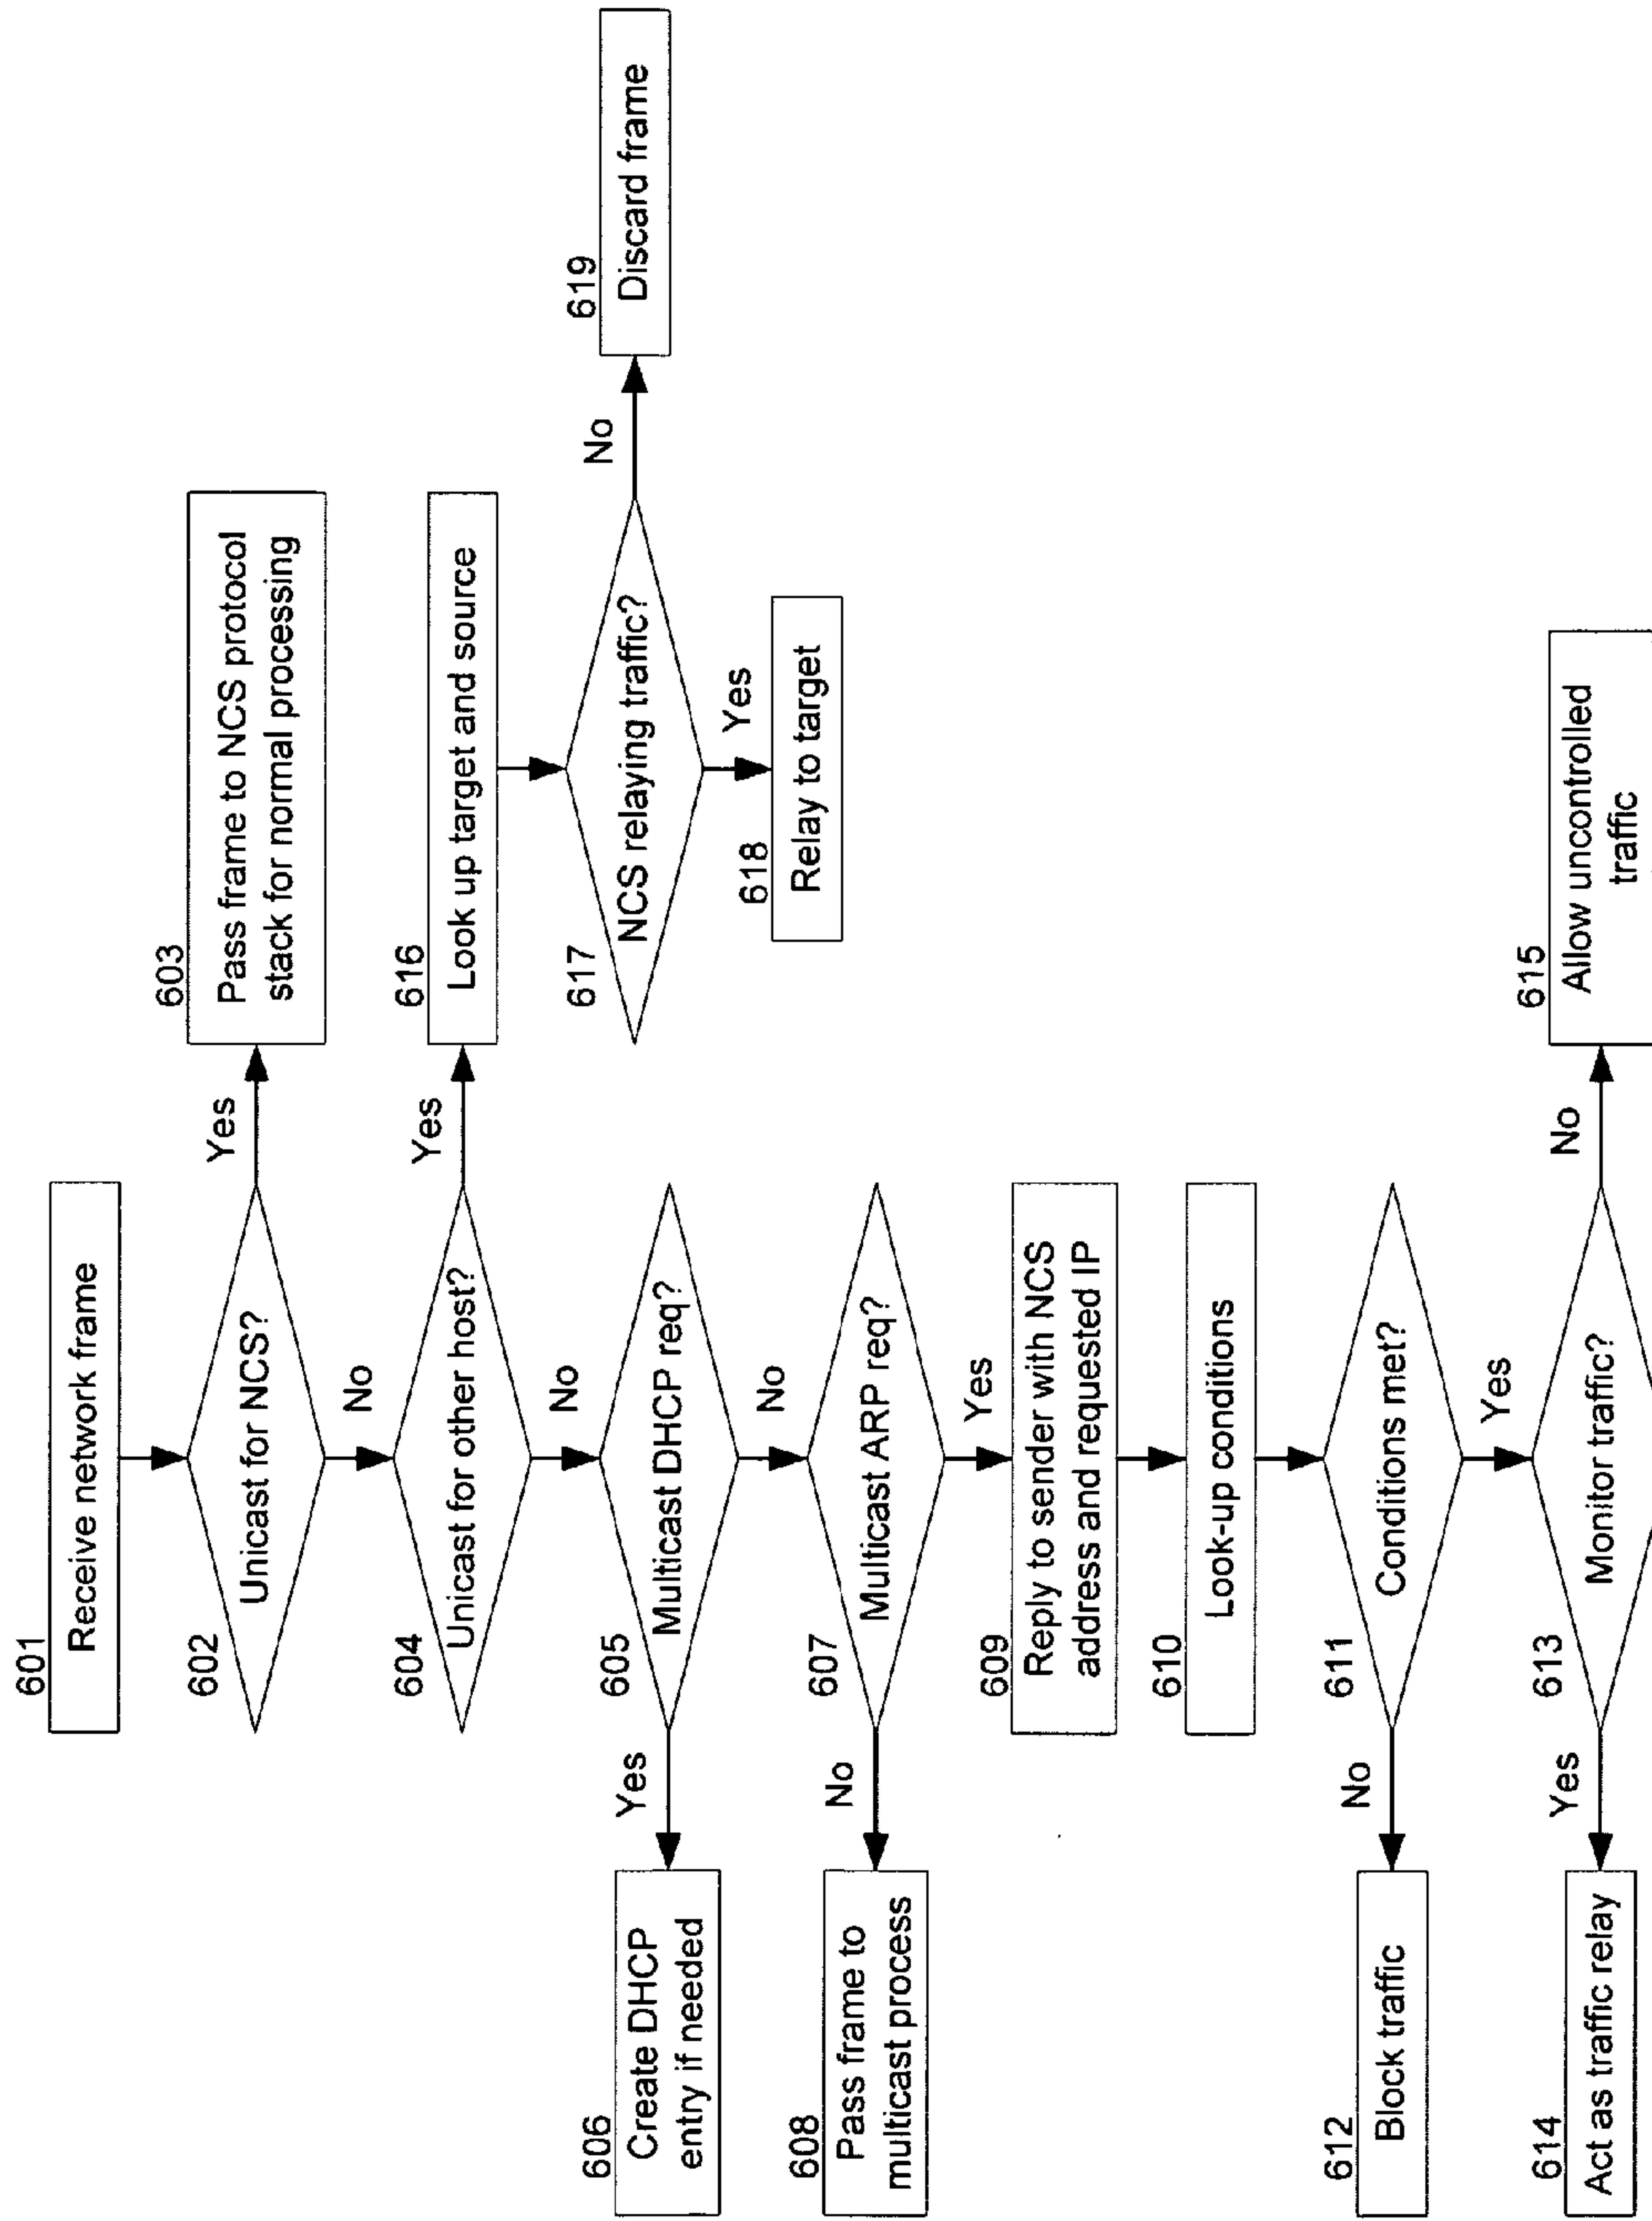 601
Receive network frame
602
Unicast for NCS?
Yes
603
Pass frame to NCS protocol
stack for normal processing
No
604
Unicast for other host?
Yes
616
Look up target and source
617
NCS relaying traffic?
No
619
Discard frame
Yes
618
Relay to target
No
605
Multicast DHCP req?
Yes
606
Create DHCP
entry if needed
No
607
Multicast ARP req?
No
608
Pass frame to
multicast process
Yes
609
Reply to sender with NCS
address and requested IP
610
Look-up conditions
611
Conditions met?
No
612
Block traffic
Yes
613
Monitor traffic?
Yes
614
Act as traffic relay
No
615
Allow uncontrolled
traffic